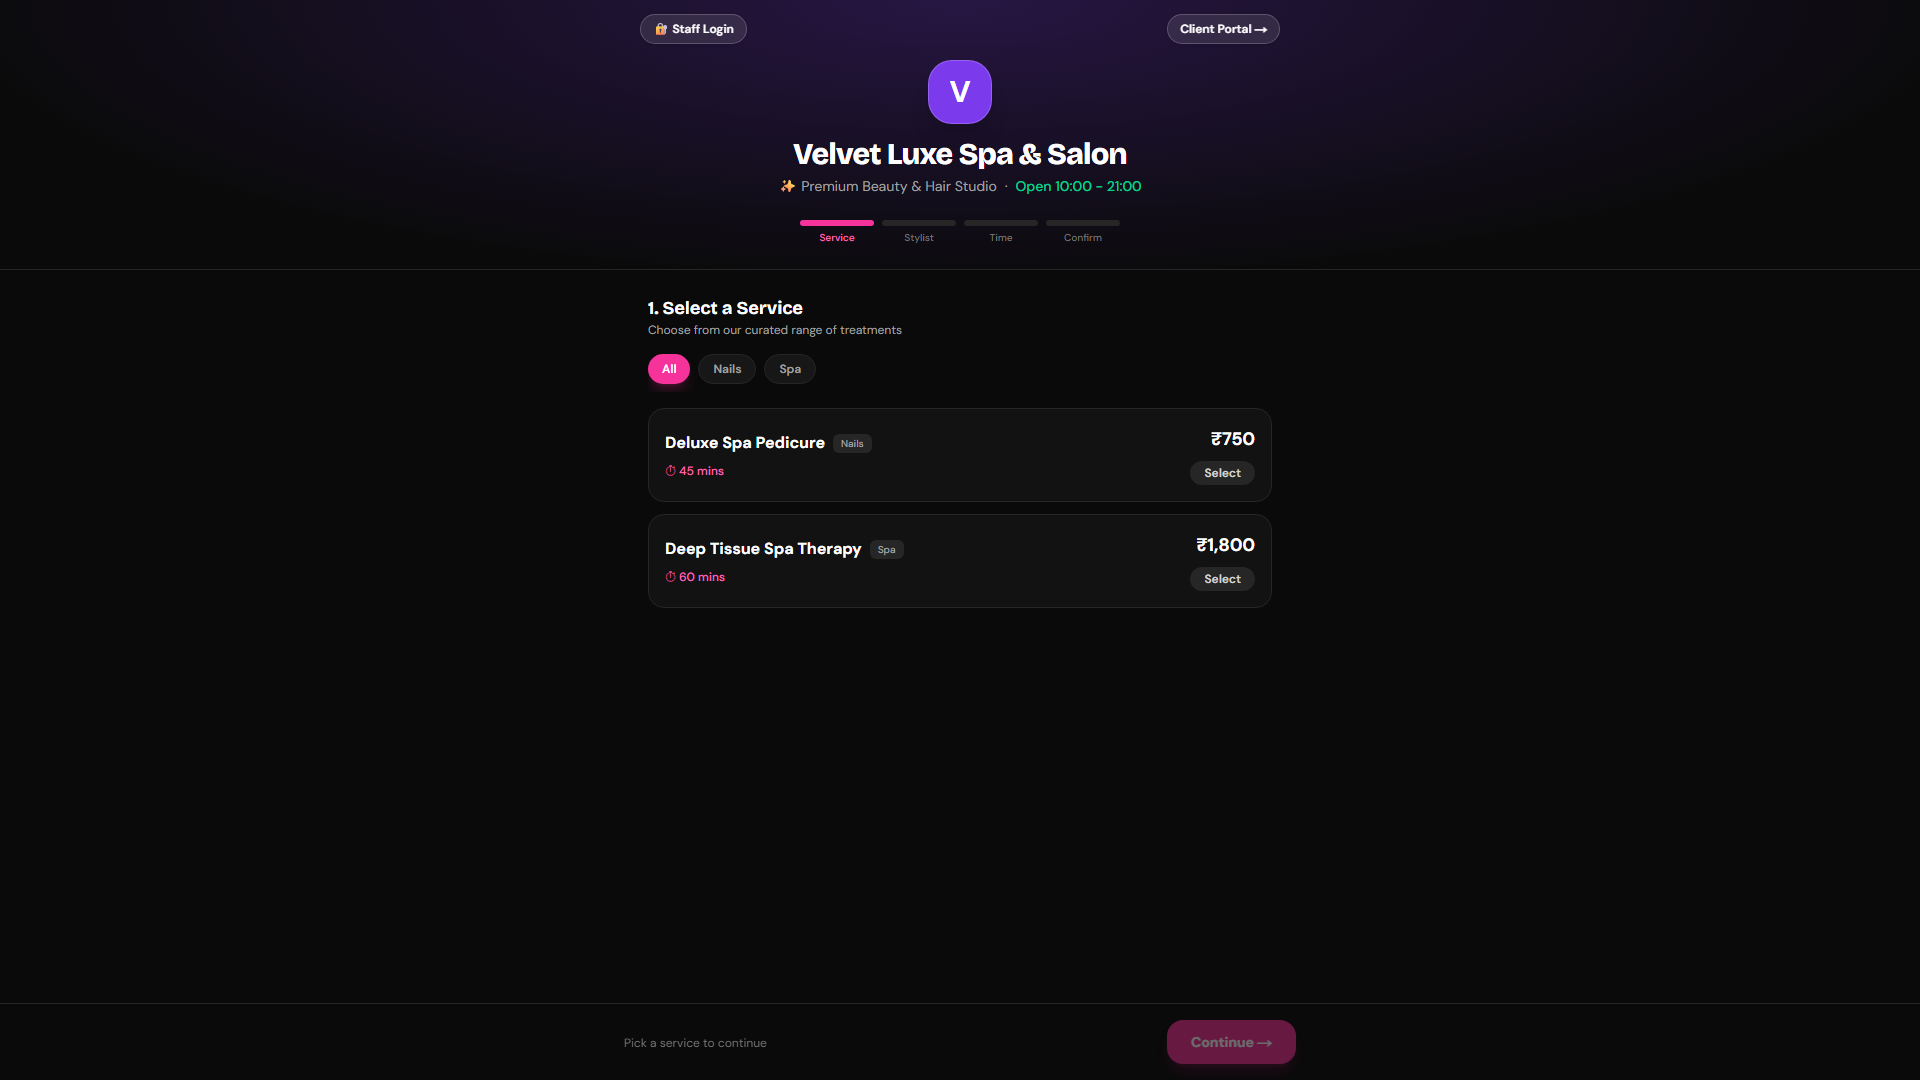 Staff Login
Client Portal →
V
Velvet Luxe Spa & Salon
✨ Premium Beauty & Hair Studio · Open 10:00 - 21:00
Service
Stylist
Time
Confirm
1. Select a Service
Choose from our curated range of treatments
All
Nails
Spa
Deluxe Spa Pedicure
Nails
₹750
⏱ 45 mins
Select
Deep Tissue Spa Therapy
Spa
₹1,800
⏱ 60 mins
Select
Pick a service to continue
Continue →